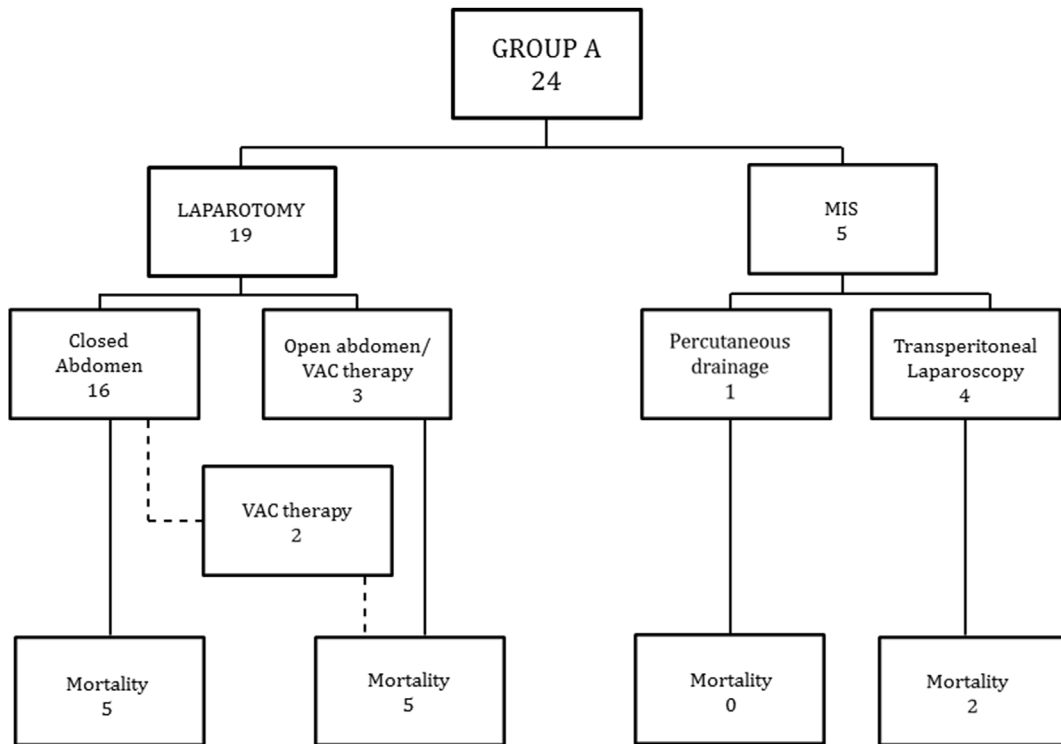 GROUP A
24
LAPAROTOMY
19
MIS
5
Closed
Abdomen
16
Open abdomen/
VAC therapy
3
Percutaneous
drainage
1
Transperitoneal
Laparoscopy
4
VAC therapy
2
Mortality
5
Mortality
5
Mortality
0
Mortality
2